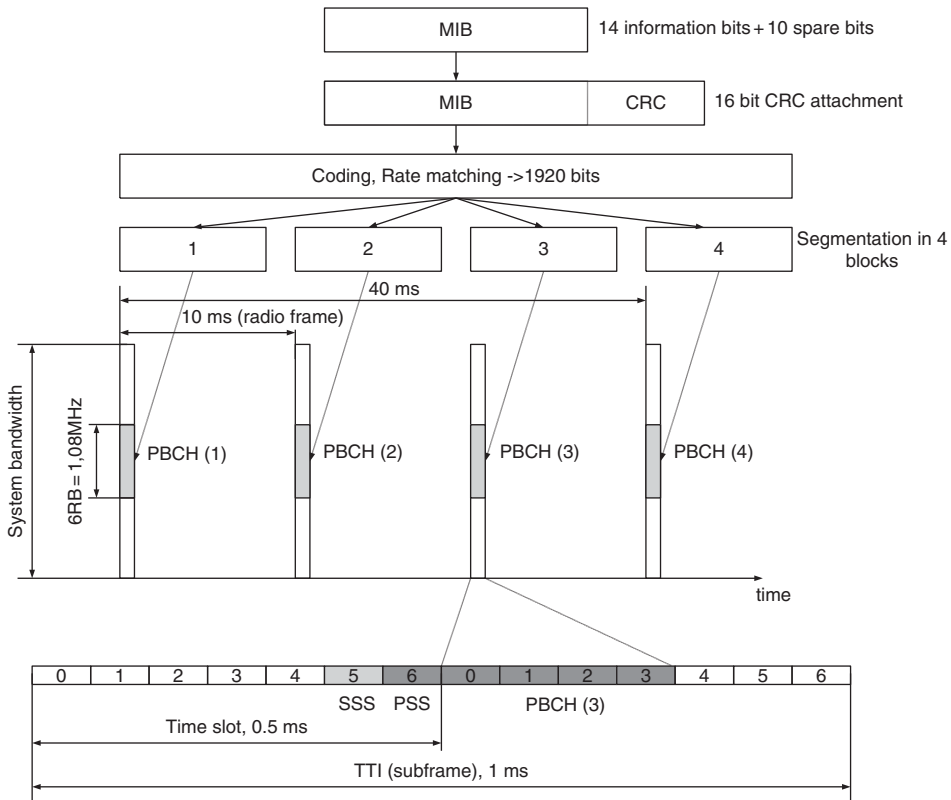 MIB
14 information bits + 10 spare bits
MIB CRC
16 bit CRC attachment
Coding, Rate matching ->1920 bits
1 2 3 4
Segmentation in 4
blocks
40 ms
10 ms (radio frame)
System bandwidth
6RB = 1,08MHz
PBCH (1) PBCH (2) PBCH (3) PBCH (4)
time
0 1 2 3 4 5 6 0 1 2 3 4 5 6
SSS PSS PBCH (3)
Time slot, 0.5 ms
TTI (subframe), 1 ms